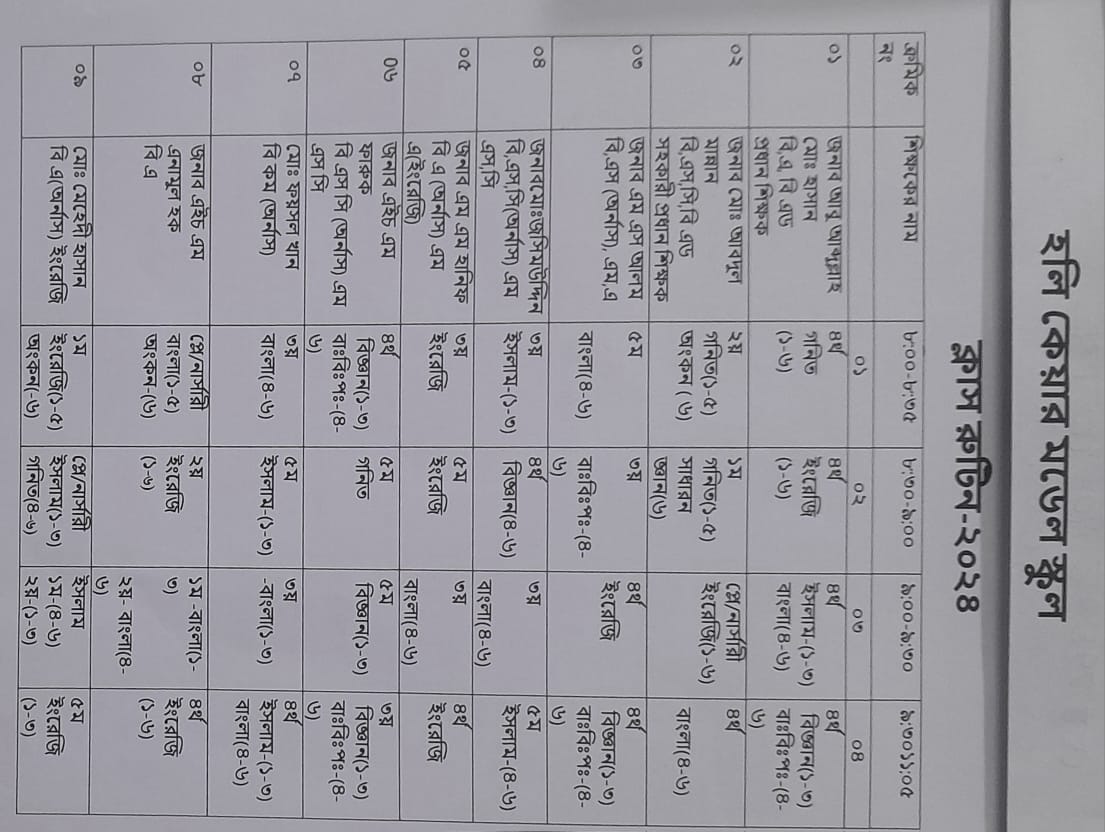 হলি কেয়ার মডেল স্কুল
ক্লাস রুটিন-২০২৪
ক্রমিক নং | শিক্ষকের নাম | ৮:০০-৮:৩৫ | ৮:৩০-৯:০০ | ৯:০০-৯:৩০ | ৯:৩০১১:০৫
০১ | ০২ | ০৩ | ০৪
০১ | জনাব আবু আব্দুল্লাহ | ৪র্থ | ৪র্থ | ৪র্থ | ৪র্থ
মোঃ হাসান | গনিত | ইংরেজি | ইসলাম-(১-৩) | বিজ্ঞান(১-৩)
বি,এ, বি এড | (১-৬) | (১-৬) | বাংলা(৪-৬) | বাঃবিঃপঃ-(৪-
প্রধান শিক্ষক | ৬)
০২ | জনাব মোঃ আবদুল | ২য় | ১ম | প্লে/নার্সারী | ৪র্থ
মান্নান | গনিত(১-৫) | গনিত(১-৫) | ইংরেজি(১-৬)
বি,এস,সি,বি এড | অংকন ( ৬) | সাধারন | বাংলা(৪-৬)
সহকারী প্রধান শিক্ষক | জ্ঞান(৬)
০৩ | জনাব এম এস আলম | ৫ম | ৩য় | ৪র্থ | ৪র্থ
বি,এস (অর্নাস), এম,এ | ইংরেজি | বিজ্ঞান(১-৩)
বাংলা(৪-৬) | বাঃবিঃপঃ-(৪- | বাঃবিঃপঃ-(৪-
৬) | ৬)
০৪ | জনাবমোঃজসিমউদ্দিন | ৩য় | ৪র্থ | ৩য় | ৫ম
বি,এস,সি(অর্নাস) এম | ইসলাম-(১-৩) | বিজ্ঞান(৪-৬) | ইসলাম-(৪-৬)
এস,সি | বাংলা(৪-৬)
০৫ | জনাব এম এম হানিফ | ৩য় | ৫ম | ৩য় | ৪র্থ
বি এ (অর্নাস) এম | ইংরেজি | ইংরেজি | ইংরেজি
এ(ইংরেজি) | বাংলা(৪-৬)
০৬ | জনাব এইচ এম | ৪র্থ | ৫ম | ৫ম | ৩য়
ফারুক | বিজ্ঞান(১-৩) | গনিত | বিজ্ঞান(১-৩) | বিজ্ঞান(১-৩)
বি এস সি (অর্নাস) এম | বাঃবিঃপঃ-(৪- | বাঃবিঃপঃ-(৪-
এস সি | ৬) | ৬)
০৭ | মোঃ ফয়সল খান | ৩য় | ৫ম | ৩য় | ৪র্থ
বি কম (অর্নাস) | বাংলা(৪-৬) | ইসলাম-(১-৩) | -বাংলা(১-৩) | ইসলাম-(১-৩)
বাংলা(৪-৬)
০৮ | জনাব এইচ এম | প্লে/নার্সারী | ২য় | ১ম -বাংলা(১- | ৪র্থ
এনামুল হক | বাংলা(১-৫) | ইংরেজি | ৩) | ইংরেজি
বি এ | অংকন-(৬) | (১-৬) | (১-৬)
২য়- বাংলা(৪-
৬)
০৯ | মোঃ মেহেদী হাসান | ১ম | প্লে/নার্সারী | ইসলাম | ৫ম
বি এ(অর্নাস) ইংরেজি | ইংরেজি(১-৫) | ইসলাম(১-৩) | ১ম-(৪-৬) | ইংরেজি
অংকন(-৬) | গনিত(৪-৬) | ২য়-(১-৩) | (১-৩)